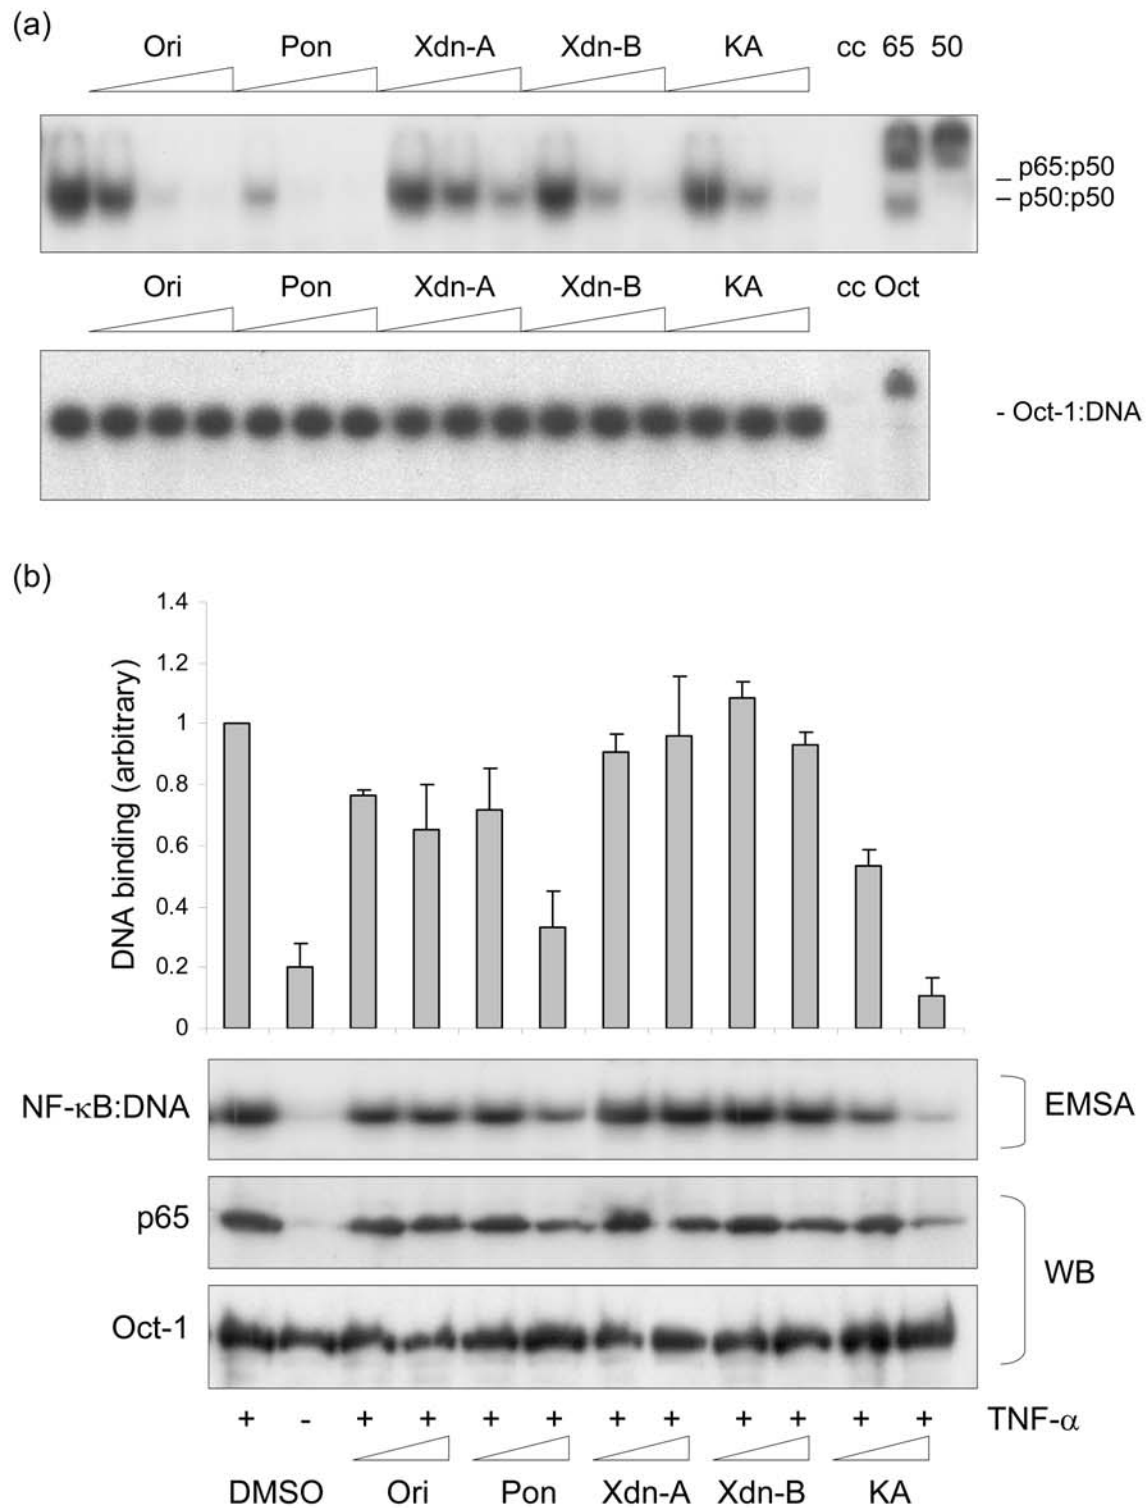 (a)
Ori Pon Xdn-A Xdn-B KA cc 65 50
_ p65:p50
– p50:p50
Ori Pon Xdn-A Xdn-B KA cc Oct
- Oct-1:DNA
(b)
DNA binding (arbitrary)
1.4
1.2
1
0.8
0.6
0.4
0.2
0
NF-κB:DNA EMSA
p65
WB
Oct-1
+ - + + + + + + + + + + TNF-α
DMSO Ori Pon Xdn-A Xdn-B KA